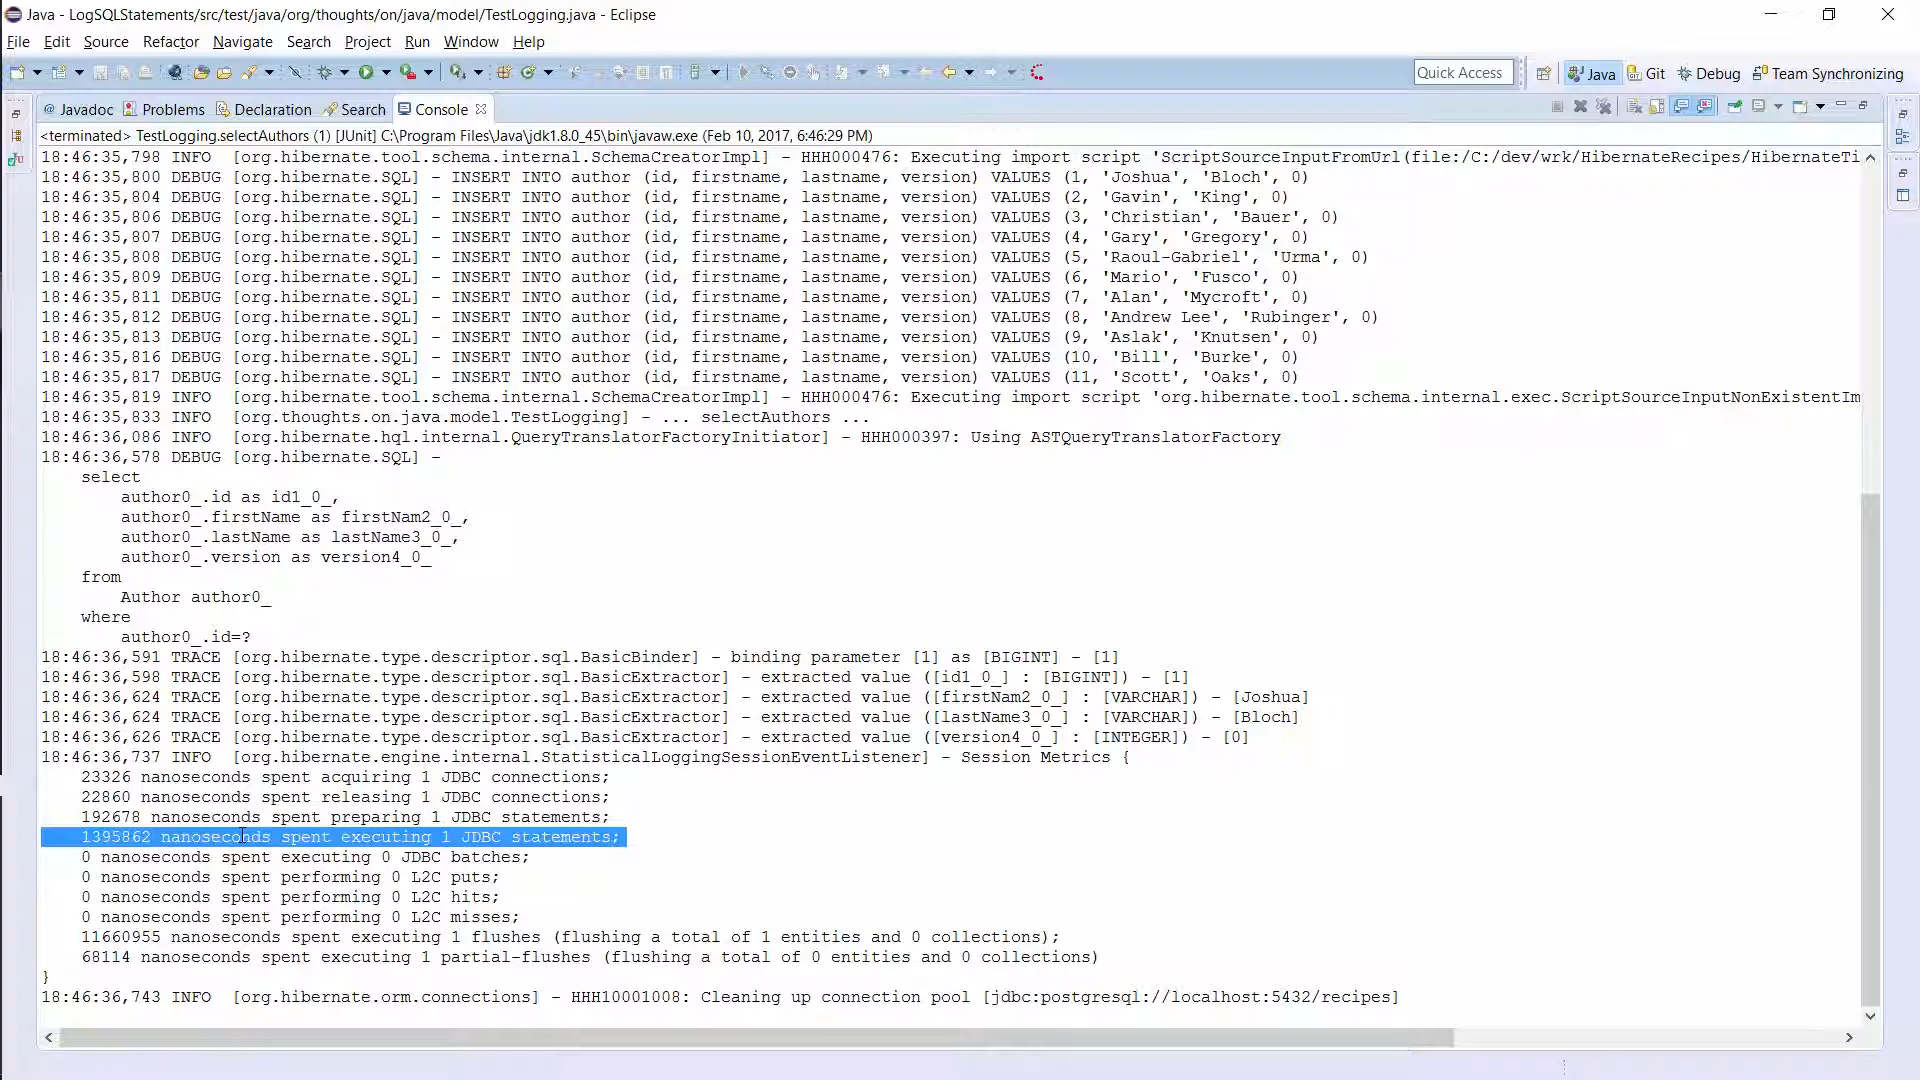 Java - LogSQLStatements/src/test/java/org/thoughts/on/java/model/TestLogging.java - Eclipse
File Edit Source Refactor Navigate Search Project Run Window Help
Quick Access Java Git Debug Team Synchronizing
@ Javadoc Problems Declaration Search Console
<terminated> TestLogging.selectAuthors (1) [JUnit] C:\Program Files\Java\jdk1.8.0_45\bin\javaw.exe (Feb 10, 2017, 6:46:29 PM)
18:46:35,798 INFO  [org.hibernate.tool.schema.internal.SchemaCreatorImpl] - HHH000476: Executing import script 'ScriptSourceInputFromUrl(file:/C:/dev/wrk/HibernateRecipes/HibernateTi
18:46:35,800 DEBUG [org.hibernate.SQL] - INSERT INTO author (id, firstname, lastname, version) VALUES (1, 'Joshua', 'Bloch', 0)
18:46:35,804 DEBUG [org.hibernate.SQL] - INSERT INTO author (id, firstname, lastname, version) VALUES (2, 'Gavin', 'King', 0)
18:46:35,806 DEBUG [org.hibernate.SQL] - INSERT INTO author (id, firstname, lastname, version) VALUES (3, 'Christian', 'Bauer', 0)
18:46:35,807 DEBUG [org.hibernate.SQL] - INSERT INTO author (id, firstname, lastname, version) VALUES (4, 'Gary', 'Gregory', 0)
18:46:35,808 DEBUG [org.hibernate.SQL] - INSERT INTO author (id, firstname, lastname, version) VALUES (5, 'Raoul-Gabriel', 'Urma', 0)
18:46:35,809 DEBUG [org.hibernate.SQL] - INSERT INTO author (id, firstname, lastname, version) VALUES (6, 'Mario', 'Fusco', 0)
18:46:35,811 DEBUG [org.hibernate.SQL] - INSERT INTO author (id, firstname, lastname, version) VALUES (7, 'Alan', 'Mycroft', 0)
18:46:35,812 DEBUG [org.hibernate.SQL] - INSERT INTO author (id, firstname, lastname, version) VALUES (8, 'Andrew Lee', 'Rubinger', 0)
18:46:35,813 DEBUG [org.hibernate.SQL] - INSERT INTO author (id, firstname, lastname, version) VALUES (9, 'Aslak', 'Knutsen', 0)
18:46:35,816 DEBUG [org.hibernate.SQL] - INSERT INTO author (id, firstname, lastname, version) VALUES (10, 'Bill', 'Burke', 0)
18:46:35,817 DEBUG [org.hibernate.SQL] - INSERT INTO author (id, firstname, lastname, version) VALUES (11, 'Scott', 'Oaks', 0)
18:46:35,819 INFO  [org.hibernate.tool.schema.internal.SchemaCreatorImpl] - HHH000476: Executing import script 'org.hibernate.tool.schema.internal.exec.ScriptSourceInputNonExistentIm
18:46:35,833 INFO  [org.thoughts.on.java.model.TestLogging] - ... selectAuthors ...
18:46:36,086 INFO  [org.hibernate.hql.internal.QueryTranslatorFactoryInitiator] - HHH000397: Using ASTQueryTranslatorFactory
18:46:36,578 DEBUG [org.hibernate.SQL] -
select
author0_.id as id1_0_,
author0_.firstName as firstNam2_0_,
author0_.lastName as lastName3_0_,
author0_.version as version4_0_
from
Author author0_
where
author0_.id=?
18:46:36,591 TRACE [org.hibernate.type.descriptor.sql.BasicBinder] - binding parameter [1] as [BIGINT] - [1]
18:46:36,598 TRACE [org.hibernate.type.descriptor.sql.BasicExtractor] - extracted value ([id1_0_] : [BIGINT]) - [1]
18:46:36,624 TRACE [org.hibernate.type.descriptor.sql.BasicExtractor] - extracted value ([firstNam2_0_] : [VARCHAR]) - [Joshua]
18:46:36,624 TRACE [org.hibernate.type.descriptor.sql.BasicExtractor] - extracted value ([lastName3_0_] : [VARCHAR]) - [Bloch]
18:46:36,626 TRACE [org.hibernate.type.descriptor.sql.BasicExtractor] - extracted value ([version4_0_] : [INTEGER]) - [0]
18:46:36,737 INFO  [org.hibernate.engine.internal.StatisticalLoggingSessionEventListener] - Session Metrics {
23326 nanoseconds spent acquiring 1 JDBC connections;
22860 nanoseconds spent releasing 1 JDBC connections;
192678 nanoseconds spent preparing 1 JDBC statements;
1395862 nanoseconds spent executing 1 JDBC statements;
0 nanoseconds spent executing 0 JDBC batches;
0 nanoseconds spent performing 0 L2C puts;
0 nanoseconds spent performing 0 L2C hits;
0 nanoseconds spent performing 0 L2C misses;
11660955 nanoseconds spent executing 1 flushes (flushing a total of 1 entities and 0 collections);
68114 nanoseconds spent executing 1 partial-flushes (flushing a total of 0 entities and 0 collections)
}
18:46:36,743 INFO  [org.hibernate.orm.connections] - HHH10001008: Cleaning up connection pool [jdbc:postgresql://localhost:5432/recipes]